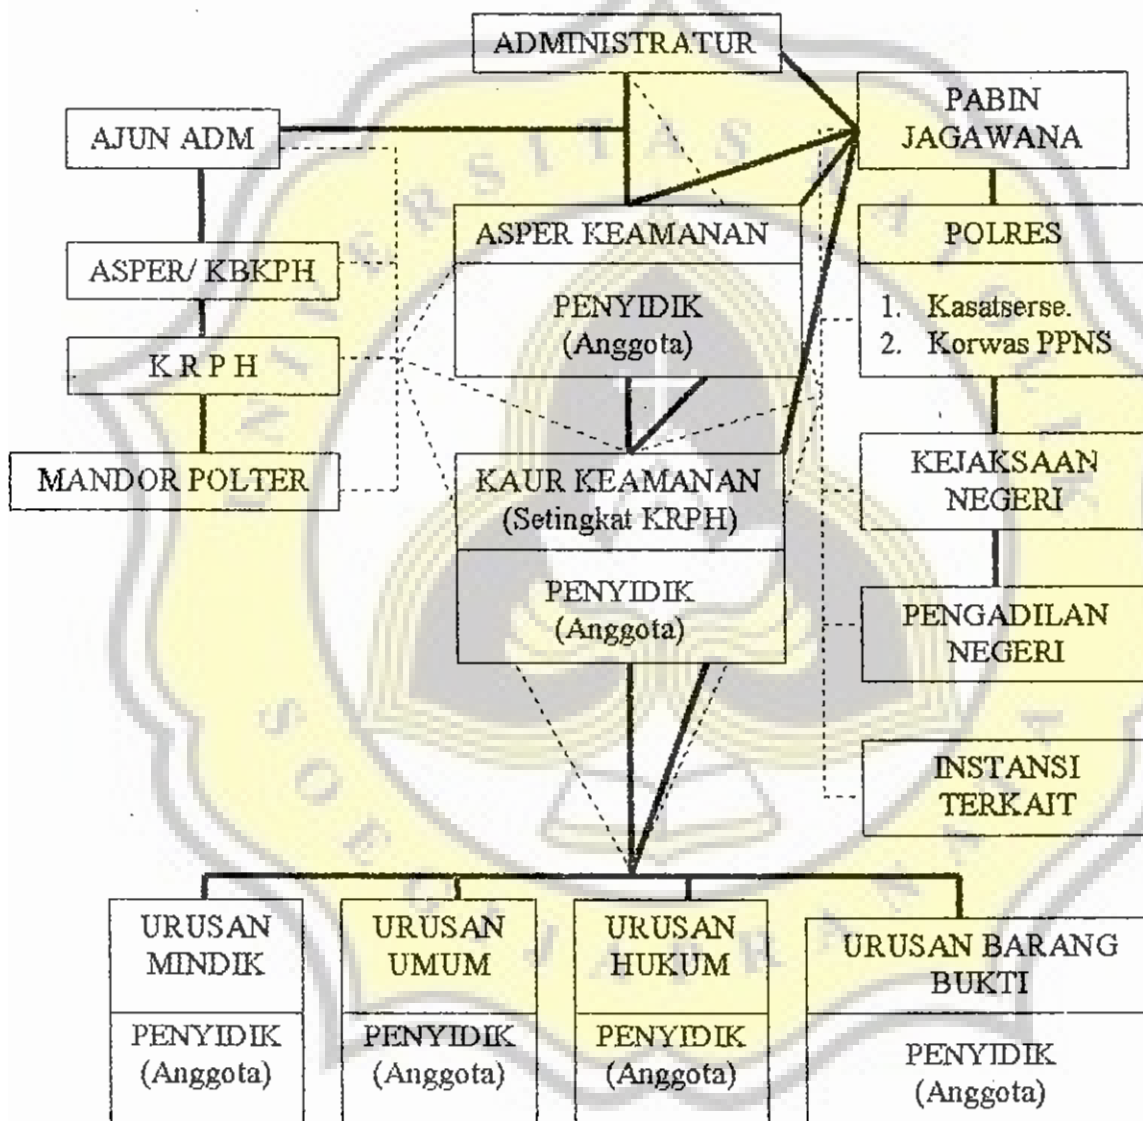 ADMINISTRATUR
PABIN
JAGAWANA
AJUN ADM
ASPER/ KBKPH
K R P H
MANDOR POLTER
ASPER KEAMANAN
PENYIDIK
(Anggota)
KAUR KEAMANAN
(Setingkat KRPH)
PENYIDIK
(Anggota)
POLRES
1. Kasatserse.
2. Korwas PPNS
KEJAKSAAN
NEGERI
PENGADILAN
NEGERI
INSTANSI
TERKAIT
URUSAN
MINDIK
PENYIDIK
(Anggota)
URUSAN
UMUM
PENYIDIK
(Anggota)
URUSAN
HUKUM
PENYIDIK
(Anggota)
URUSAN BARANG
BUKTI
PENYIDIK
(Anggota)